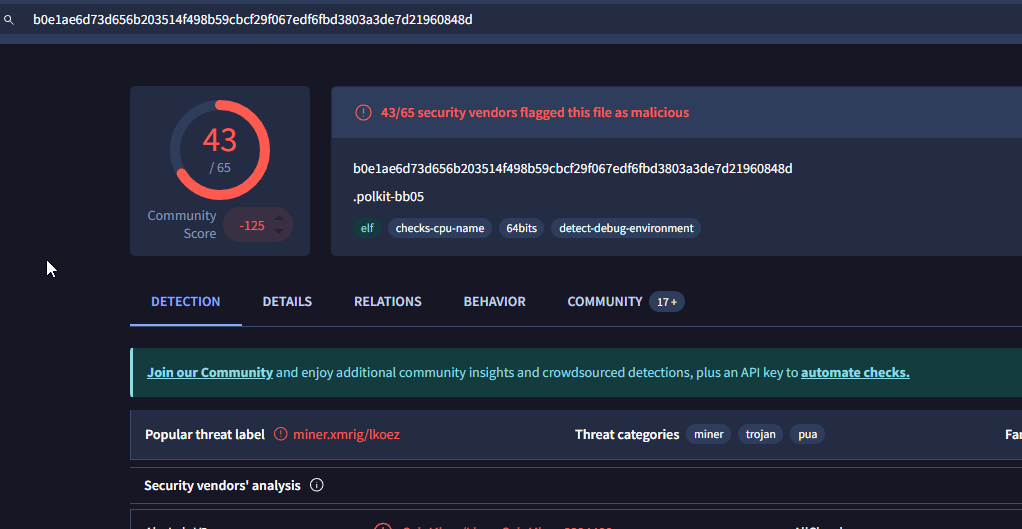 b0e1ae6d73d656b203514f498b59cbcf29f067edf6fbd3803a3de7d21960848d
43
/ 65
Community
Score
-125
43/65 security vendors flagged this file as malicious
b0e1ae6d73d656b203514f498b59cbcf29f067edf6fbd3803a3de7d21960848d
.polkit-bb05
elf checks-cpu-name 64bits detect-debug-environment
DETECTION DETAILS RELATIONS BEHAVIOR COMMUNITY 17+
Join our Community and enjoy additional community insights and crowdsourced detections, plus an API key to automate checks.
Popular threat label miner.xmrig/lkoez Threat categories miner trojan pua
Security vendors' analysis